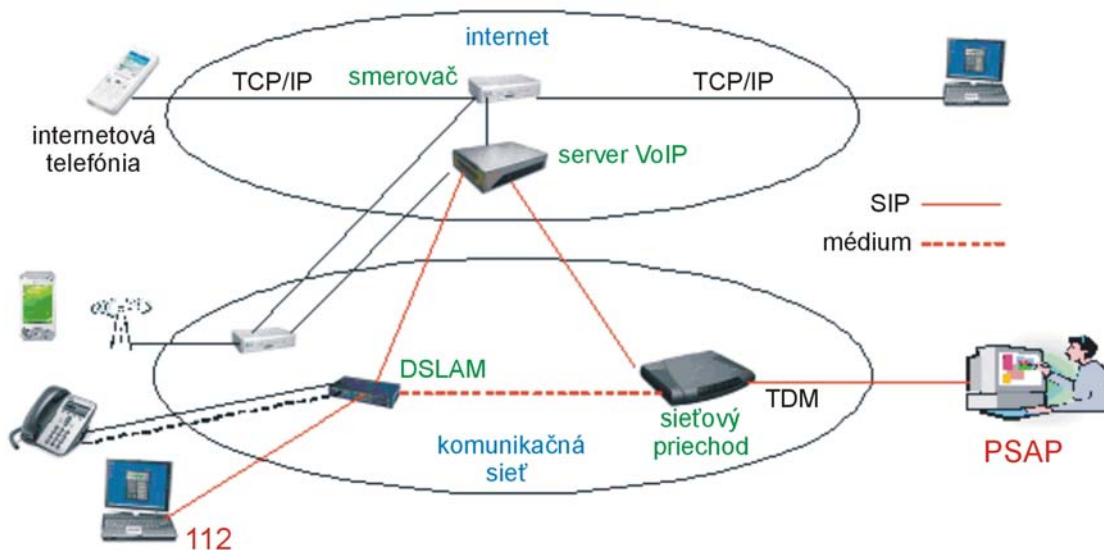 internet
TCP/IP
smerovač
TCP/IP
internetová
telefónia
server VoIP
SIP
médium
DSLAM
TDM
sieťový
priechod
komunikačná
sieť
PSAP
112